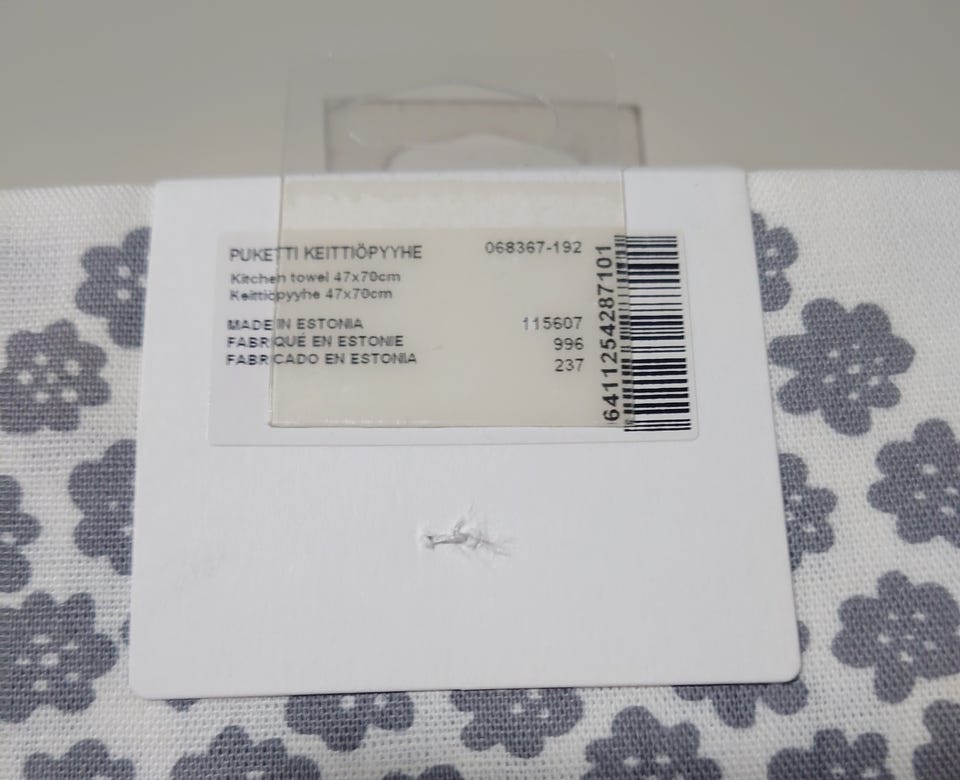 PUKETTI KEITTIÖPYYHE 068367-192
Kitchen towel 47x70cm
Keittiöpyyhe 47x70cm
MADE IN ESTONIA 115607
FABRIQUÉ EN ESTONIE 996
FABRICADO EN ESTONIA 237
6411254287101